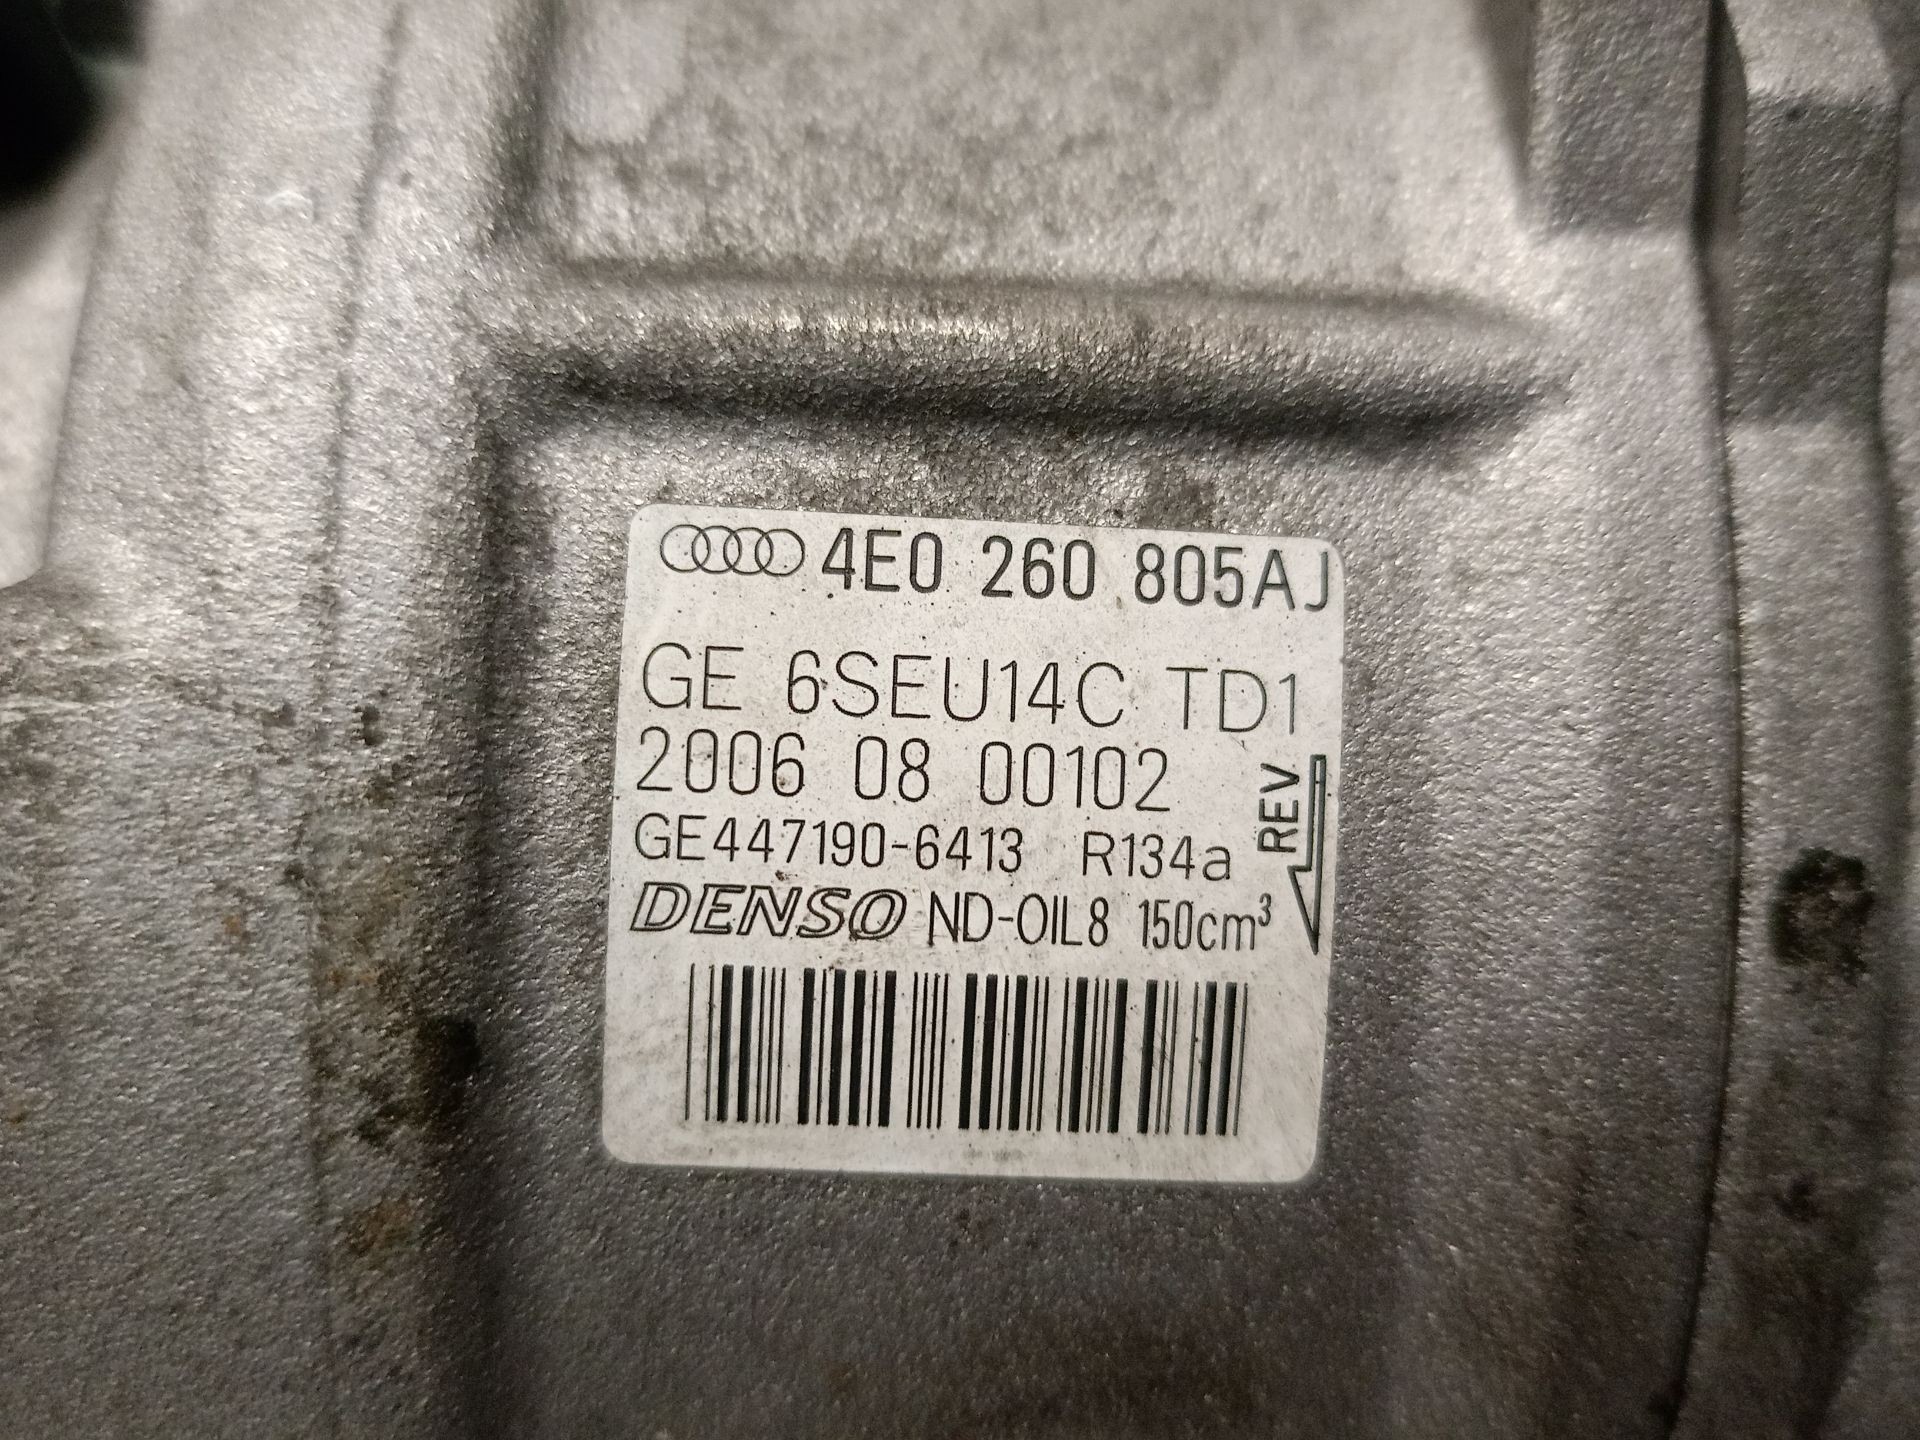 4E0 260 805AJ
GE 6SEU14C TD1
2006 08 00102
GE447190-6413 R134a
REV
DENSO ND-OIL8 150cm³